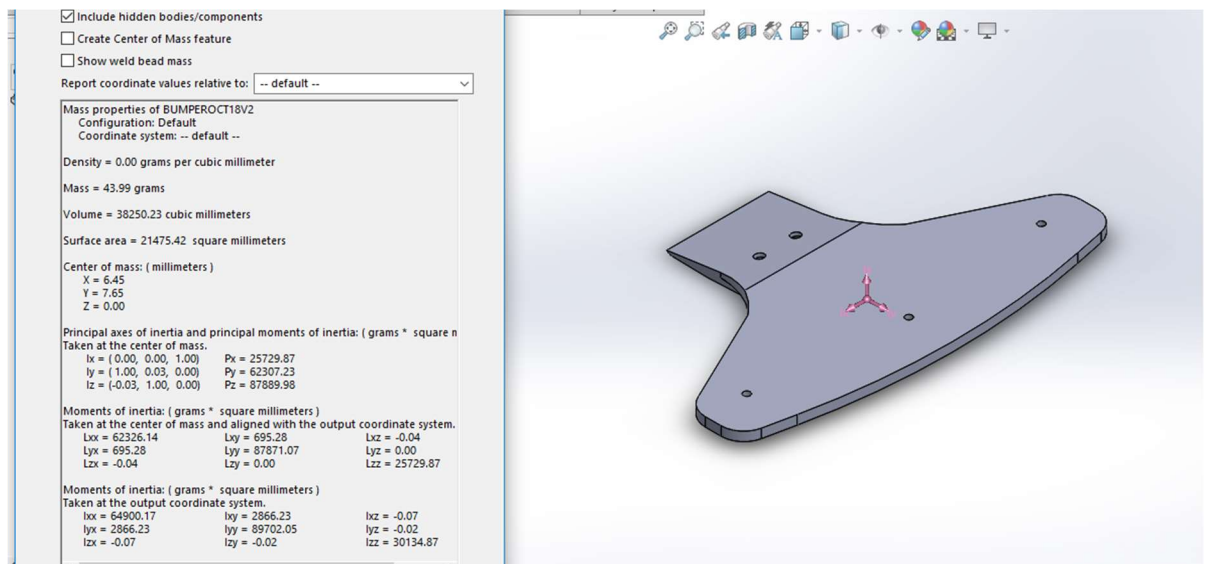 Include hidden bodies/components
Create Center of Mass feature
Show weld bead mass
Report coordinate values relative to: -- default --
Mass properties of BUMPEROCT18V2
Configuration: Default
Coordinate system: -- default --
Density = 0.00 grams per cubic millimeter
Mass = 43.99 grams
Volume = 38250.23 cubic millimeters
Surface area = 21475.42 square millimeters
Center of mass: ( millimeters )
X = 6.45
Y = 7.65
Z = 0.00
Principal axes of inertia and principal moments of inertia: ( grams * square m
Taken at the center of mass.
Ix = ( 0.00, 0.00, 1.00) Px = 25729.87
Iy = ( 1.00, 0.03, 0.00) Py = 62307.23
Iz = (-0.03, 1.00, 0.00) Pz = 87889.98
Moments of inertia: ( grams * square millimeters )
Taken at the center of mass and aligned with the output coordinate system.
Lxx = 62326.14 Lxy = 695.28 Lxz = -0.04
Lyx = 695.28 Lyy = 87871.07 Lyz = 0.00
Lzx = -0.04 Lzy = 0.00 Lzz = 25729.87
Moments of inertia: ( grams * square millimeters )
Taken at the output coordinate system.
Ixx = 64900.17 Ixy = 2866.23 Ixz = -0.07
Iyx = 2866.23 Iyy = 89702.05 Iyz = -0.02
Izx = -0.07 Izy = -0.02 Izz = 30134.87